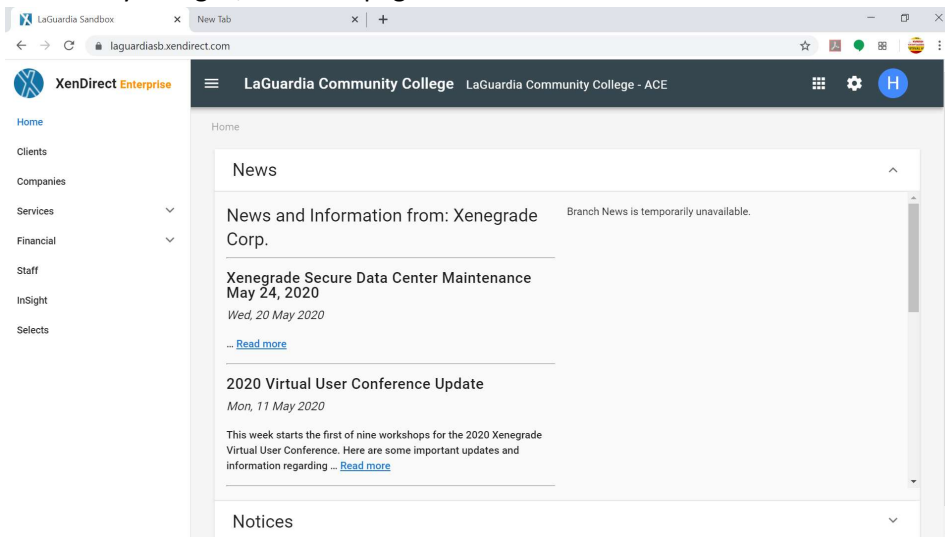 LaGuardia Sandbox
New Tab
laguardiasb.xendirect.com
XenDirect Enterprise
LaGuardia Community College LaGuardia Community College - ACE
H
Home
Clients
Companies
Services
Financial
Staff
InSight
Selects
Home
News
News and Information from: Xenegrade
Corp.
Xenegrade Secure Data Center Maintenance
May 24, 2020
Wed, 20 May 2020
... Read more
2020 Virtual User Conference Update
Mon, 11 May 2020
This week starts the first of nine workshops for the 2020 Xenegrade
Virtual User Conference. Here are some important updates and
information regarding ... Read more
Branch News is temporarily unavailable.
Notices